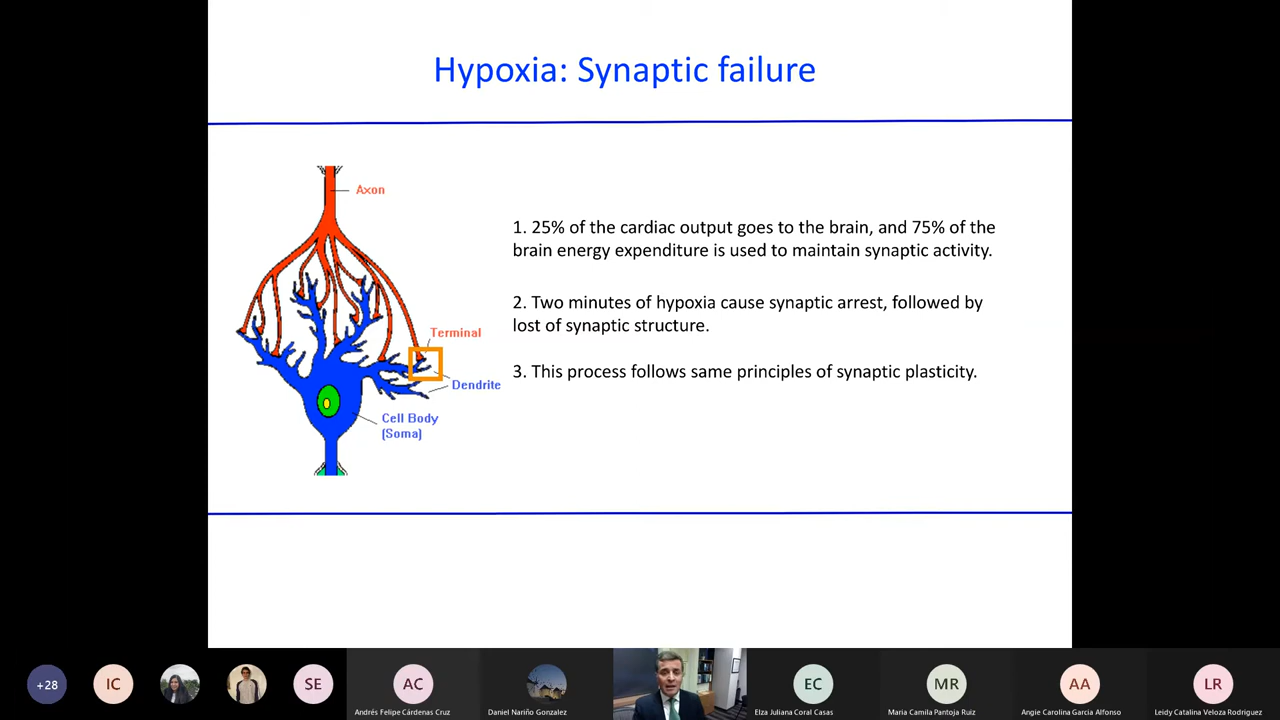 Hypoxia: Synaptic failure
Axon
Terminal
Dendrite
Cell Body
(Soma)
1. 25% of the cardiac output goes to the brain, and 75% of the
brain energy expenditure is used to maintain synaptic activity.
2. Two minutes of hypoxia cause synaptic arrest, followed by
lost of synaptic structure.
3. This process follows same principles of synaptic plasticity.
+28
IC
SE
AC
EC
MR
AA
LR
Andrés Felipe Cárdenas Cruz
Daniel Nariño Gonzalez
Elza Juliana Coral Casas
Maria Camila Pantoja Ruiz
Angie Carolina Garcia Alfonso
Leidy Catalina Veloza Rodriguez